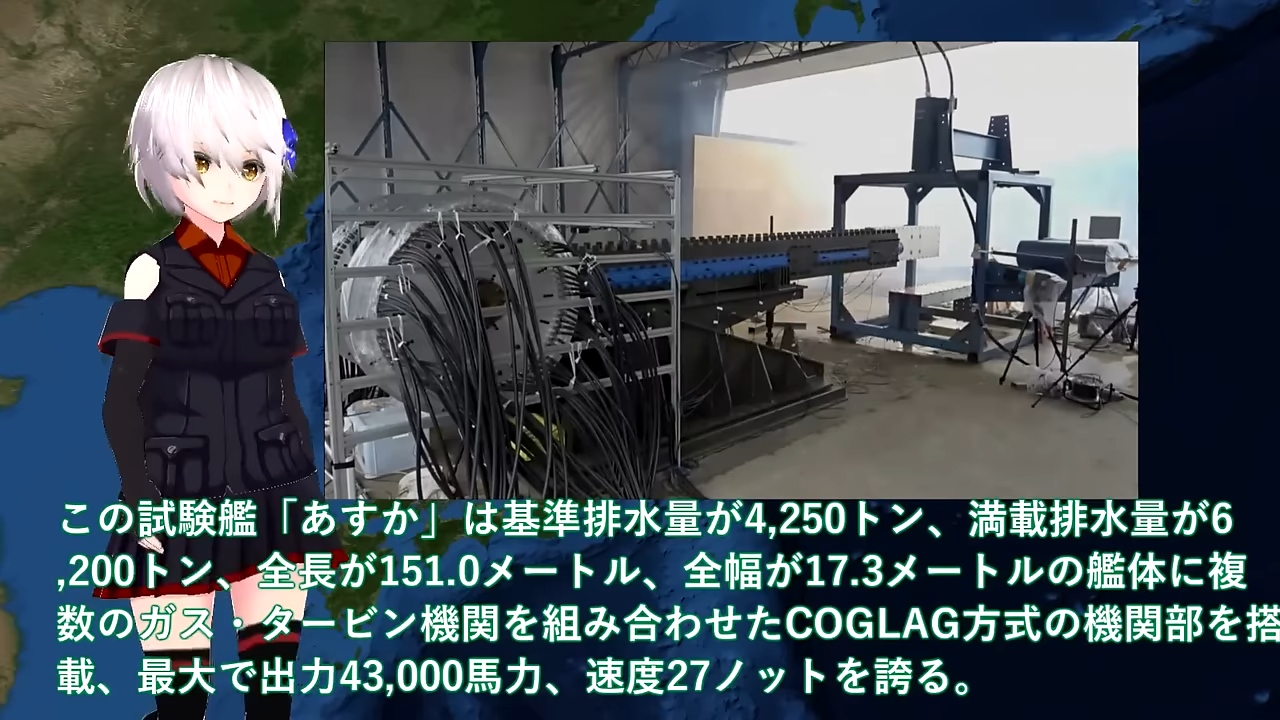 この試験艦「あすか」は基準排水量が4,250トン、満載排水量が6
,200トン、全長が151.0メートル、全幅が17.3メートルの艦体に複
数のガス・タービン機関を組み合わせたCOGLAG方式の機関部を搭
載、最大で出力43,000馬力、速度27ノットを誇る。